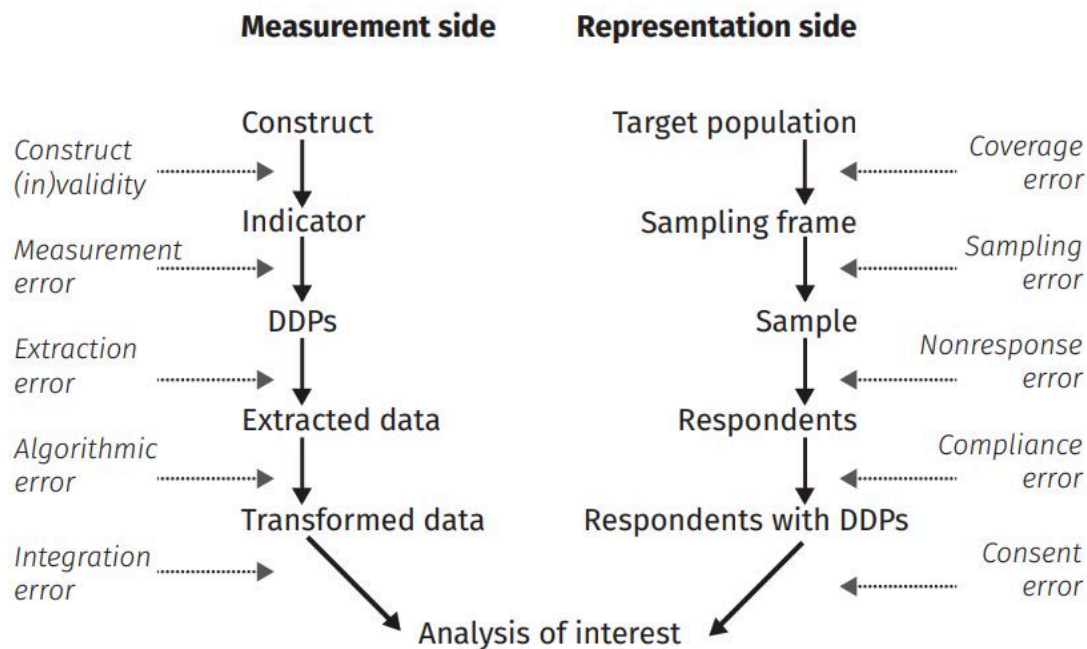 Measurement side
Representation side
Construct
Target population
Construct
(in)validity
Coverage
error
Indicator
Sampling frame
Measurement
error
Sampling
error
DDPs
Sample
Extraction
error
Nonresponse
error
Extracted data
Respondents
Algorithmic
error
Compliance
error
Transformed data
Respondents with DDPs
Integration
error
Consent
error
Analysis of interest